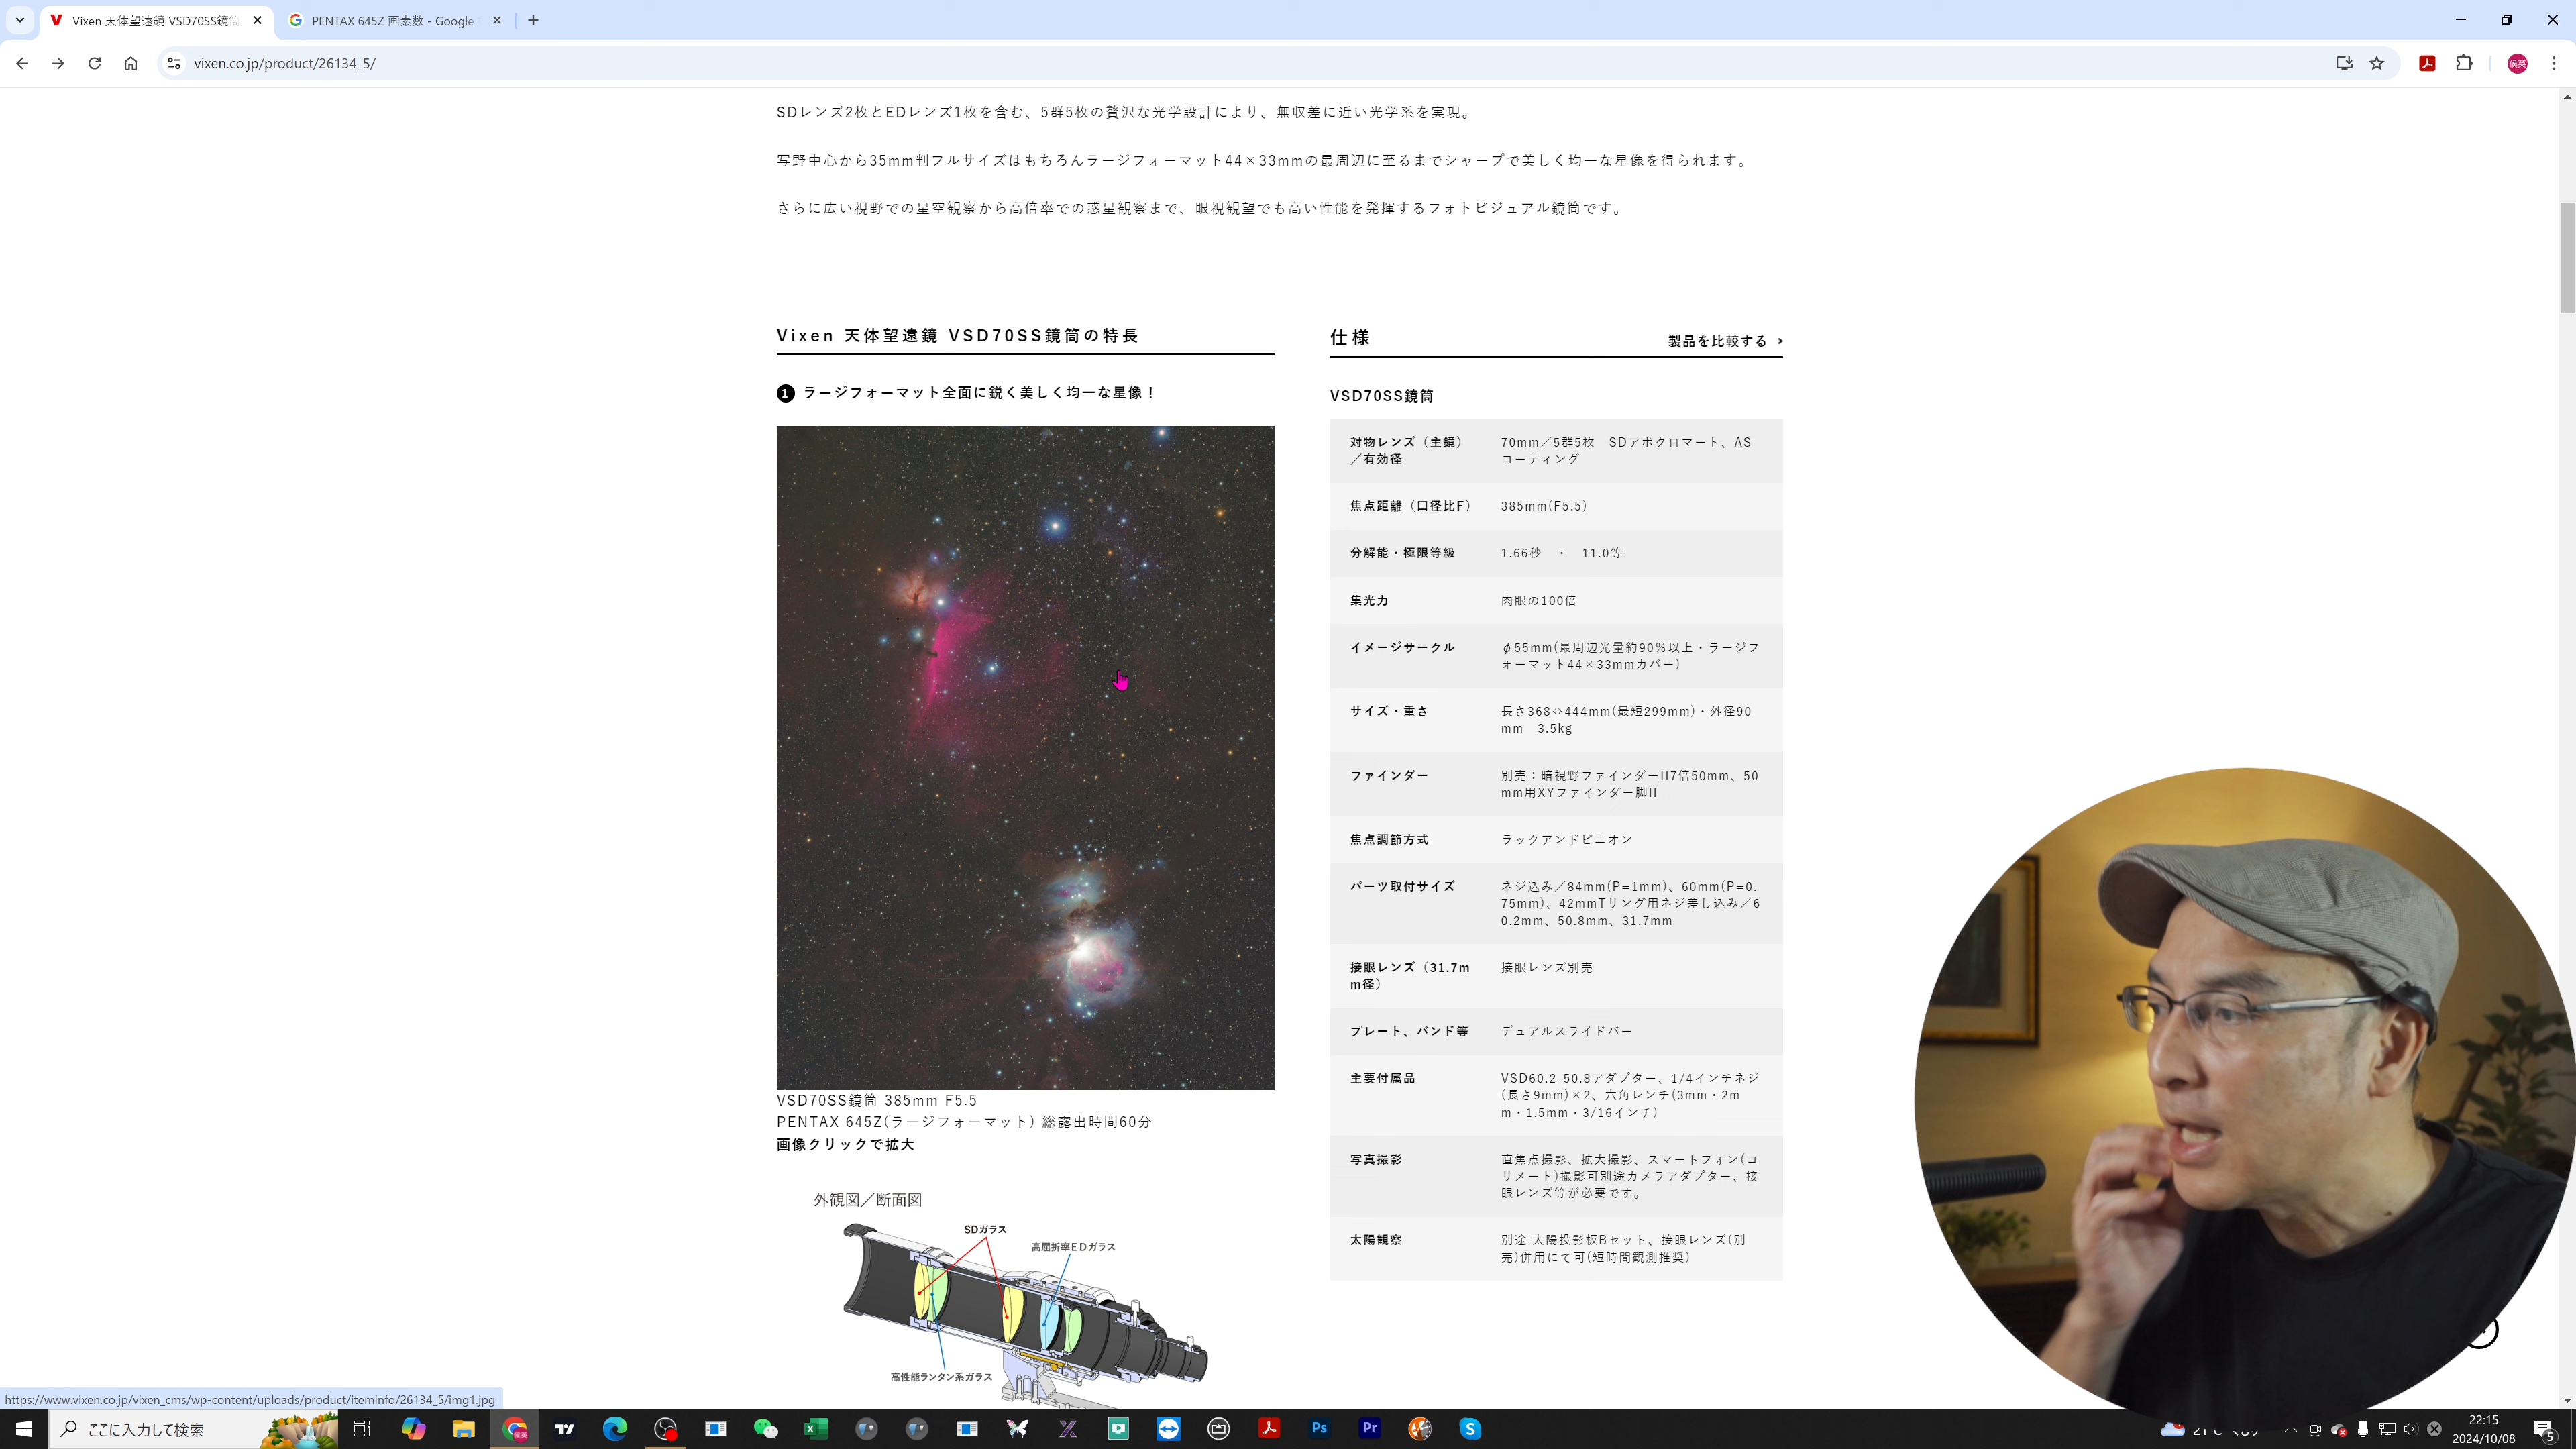 Vixen 天体望遠鏡 VSD70SS鏡筒
PENTAX 645Z 画素数 - Google
vixen.co.jp/product/26134_5/
侯英
SDレンズ2枚とEDレンズ1枚を含む、5群5枚の贅沢な光学設計により、無収差に近い光学系を実現。
写野中心から35mm判フルサイズはもちろんラージフォーマット44×33mmの最周辺に至るまでシャープで美しく均一な星像を得られます。
さらに広い視野での星空観察から高倍率での惑星観察まで、眼視観望でも高い性能を発揮するフォトビジュアル鏡筒です。
Vixen 天体望遠鏡 VSD70SS鏡筒の特長
1 ラージフォーマット全面に鋭く美しく均一な星像！
VSD70SS鏡筒 385mm F5.5
PENTAX 645Z(ラージフォーマット) 総露出時間60分
画像クリックで拡大
外観図／断面図
SDガラス
高屈折率EDガラス
高性能ランタン系ガラス
仕様
製品を比較する >
VSD70SS鏡筒
対物レンズ（主鏡）
／有効径
70mm／5群5枚　SDアポクロマート、AS
コーティング
焦点距離（口径比F）
385mm(F5.5)
分解能・極限等級
1.66秒　・　11.0等
集光力
肉眼の100倍
イメージサークル
φ55mm(最周辺光量約90%以上・ラージフ
ォーマット44×33mmカバー)
サイズ・重さ
長さ368⇔444mm(最短299mm)・外径90
mm　3.5kg
ファインダー
別売：暗視野ファインダーII7倍50mm、50
mm用XYファインダー脚II
焦点調節方式
ラックアンドピニオン
パーツ取付サイズ
ネジ込み／84mm(P=1mm)、60mm(P=0.
75mm)、42mmTリング用ネジ差し込み／6
0.2mm、50.8mm、31.7mm
接眼レンズ（31.7m
m径）
接眼レンズ別売
プレート、バンド等
デュアルスライドバー
主要付属品
VSD60.2-50.8アダプター、1/4インチネジ
(長さ9mm)×2、六角レンチ(3mm・2m
m・1.5mm・3/16インチ)
写真撮影
直焦点撮影、拡大撮影、スマートフォン(コ
リメート)撮影可別途カメラアダプター、接
眼レンズ等が必要です。
太陽観察
別途 太陽投影板Bセット、接眼レンズ(別
売)併用にて可(短時間観測推奨)
https://www.vixen.co.jp/vixen_cms/wp-content/uploads/product/iteminfo/26134_5/img1.jpg
ここに入力して検索
Ps
Pr
22:15
2024/10/08
5